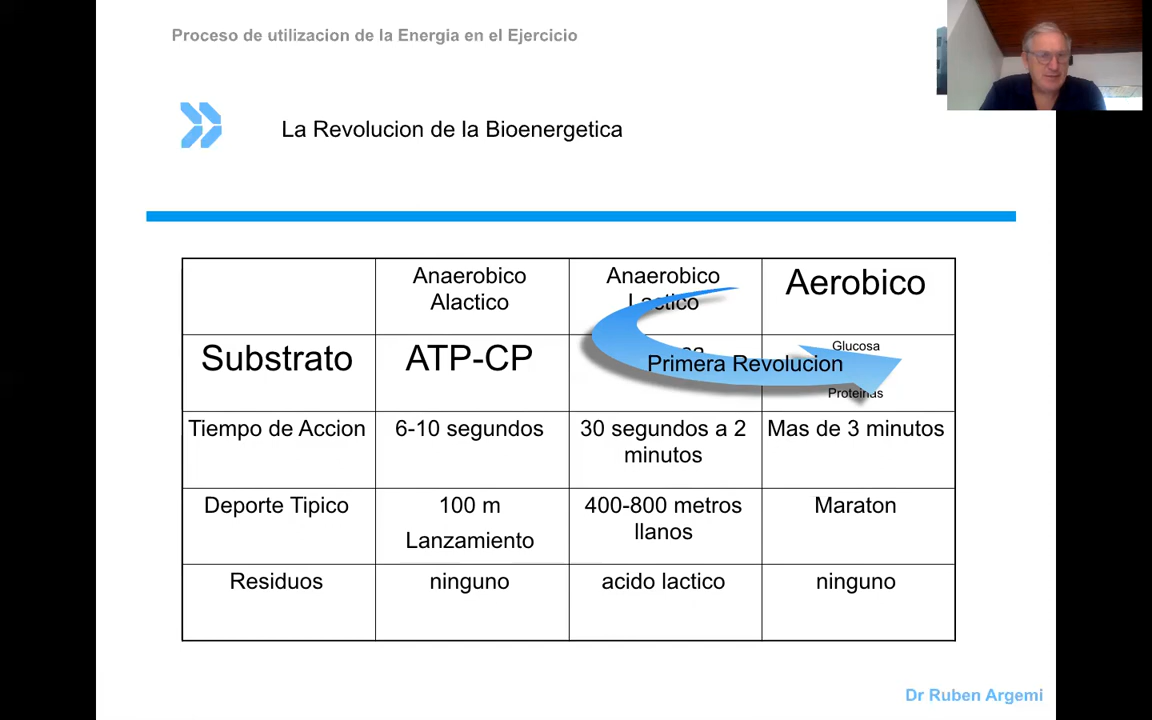 Proceso de utilizacion de la Energia en el Ejercicio
La Revolucion de la Bioenergetica
Anaerobico
Alactico
Anaerobico
Lactico
Aerobico
Substrato
ATP-CP
Primera Revolucion
Glucosa
Proteinas
Tiempo de Accion
6-10 segundos
30 segundos a 2
minutos
Mas de 3 minutos
Deporte Tipico
100 m
Lanzamiento
400-800 metros
llanos
Maraton
Residuos
ninguno
acido lactico
ninguno
Dr Ruben Argemi